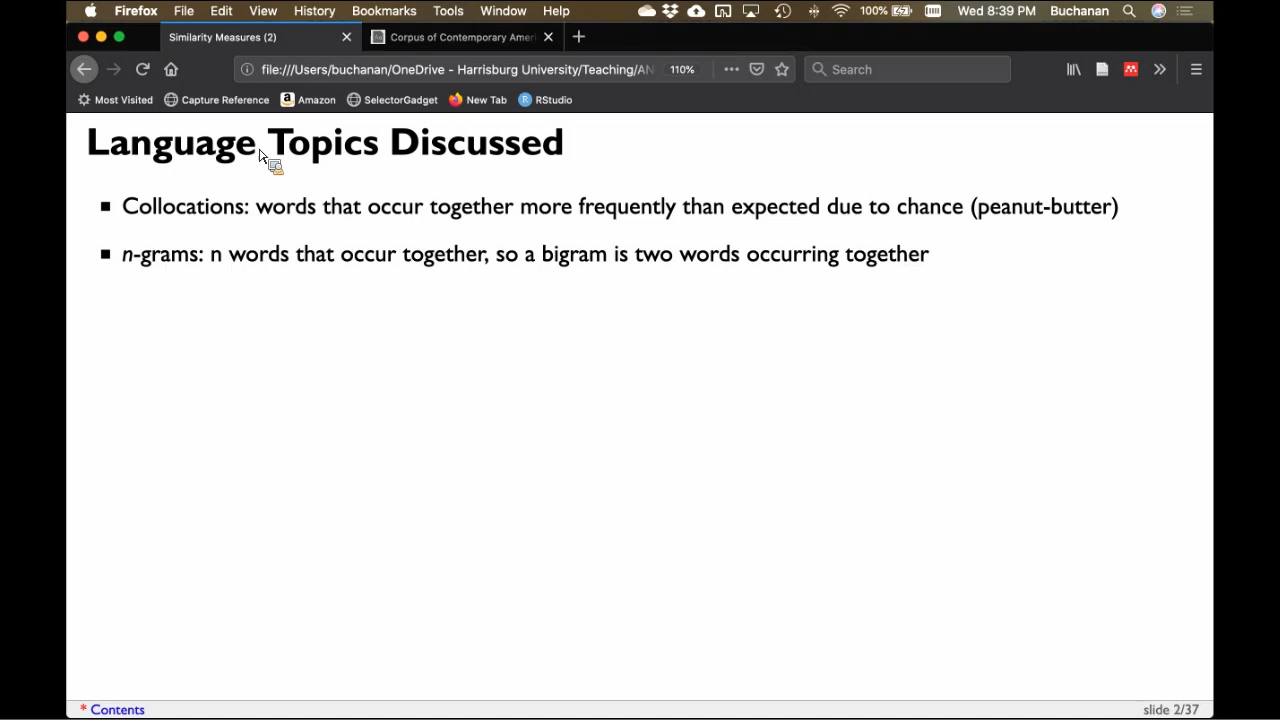 Firefox File Edit View History Bookmarks Tools Window Help 100% Wed 8:39 PM Buchanan
Similarity Measures (2) Corpus of Contemporary Ameri
file:///Users/buchanan/OneDrive - Harrisburg University/Teaching/AN 110% Search
Most Visited Capture Reference Amazon SelectorGadget New Tab RStudio
Language Topics Discussed
▪ Collocations: words that occur together more frequently than expected due to chance (peanut-butter)
▪ n-grams: n words that occur together, so a bigram is two words occurring together
* Contents slide 2/37